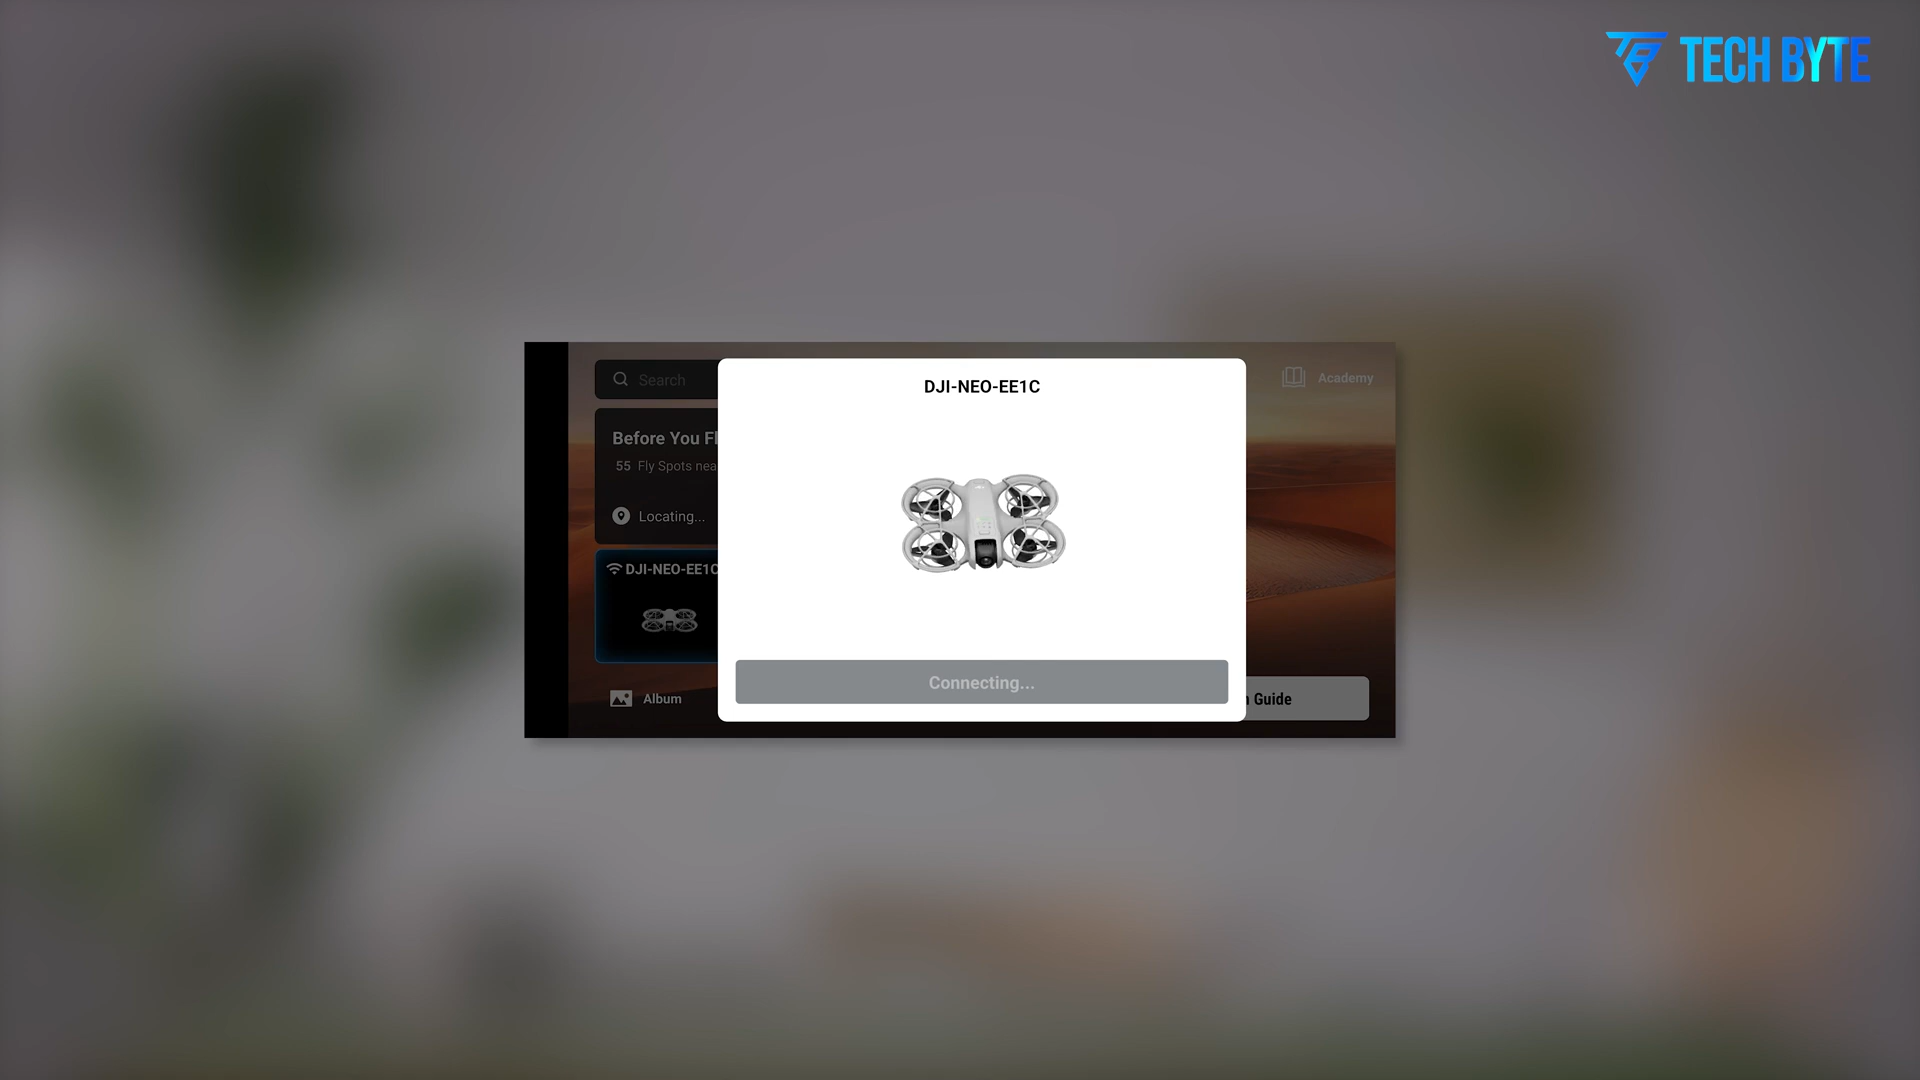 TECH BYTE
Search
DJI-NEO-EE1C
Academy
Before You Fl
55 Fly Spots nea
Locating...
DJI-NEO-EE1C
Connecting...
Album
Guide